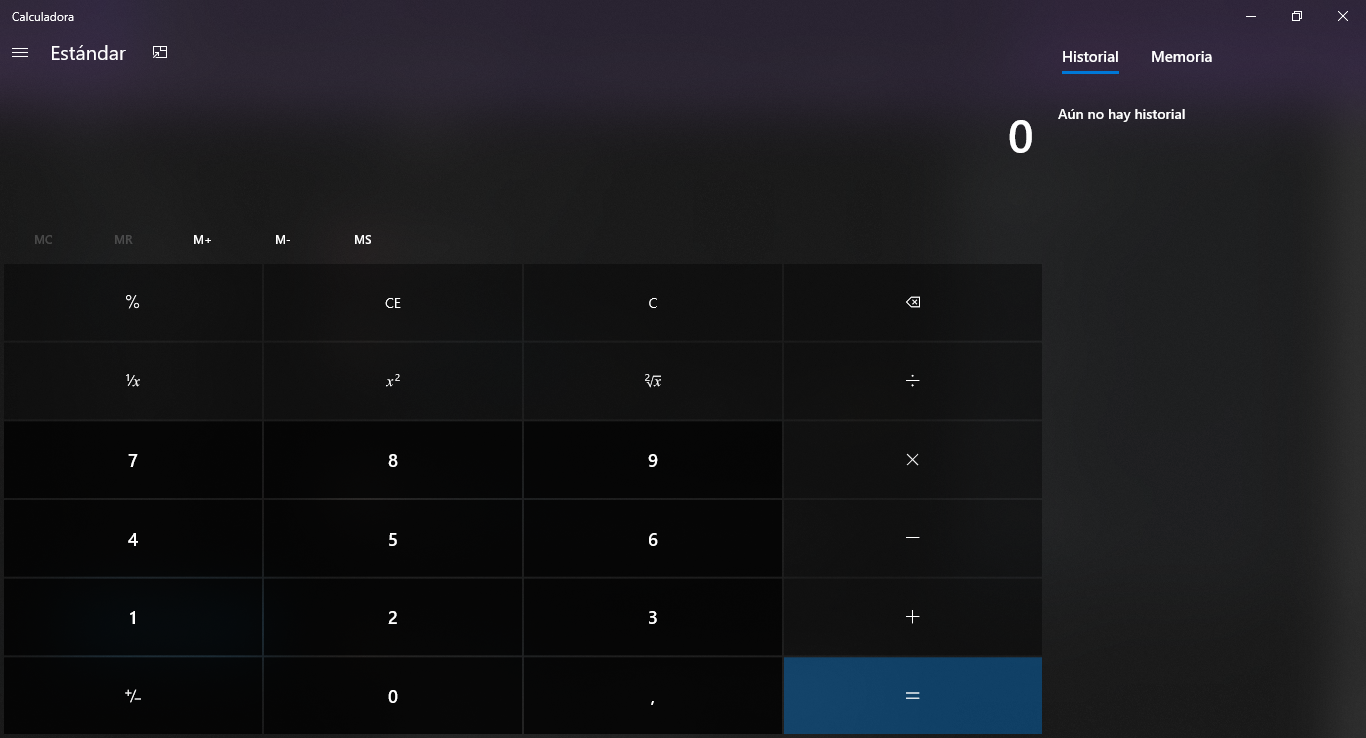 Calculadora
Estándar
Historial Memoria
Aún no hay historial
0
MC MR M+ M- MS
% CE C
¹/x x² ²√x ÷
7 8 9 ×
4 5 6 −
1 2 3 +
+/− 0 , =